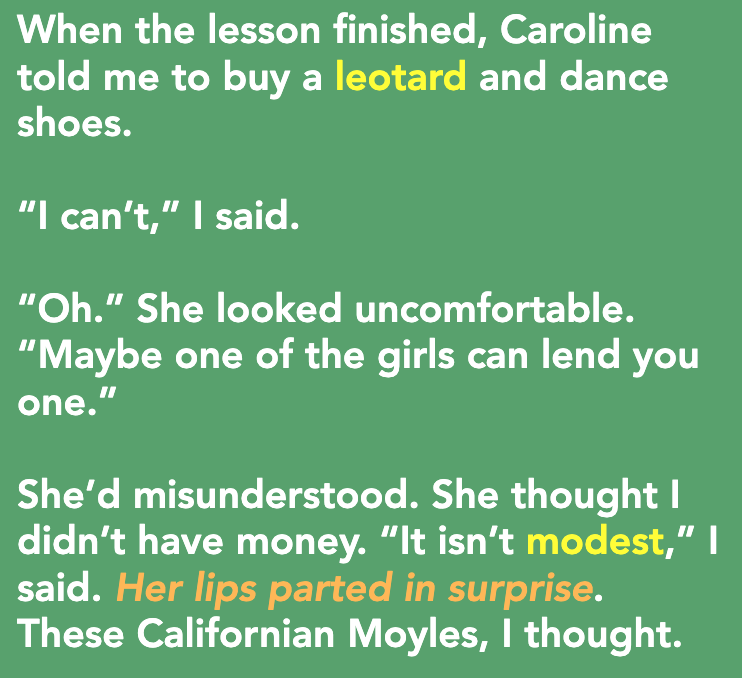 When the lesson finished, Caroline
told me to buy a leotard and dance
shoes.
“I can’t,” I said.
“Oh.” She looked uncomfortable.
“Maybe one of the girls can lend you
one.”
She’d misunderstood. She thought I
didn’t have money. “It isn’t modest,” I
said. Her lips parted in surprise.
These Californian Moyles, I thought.